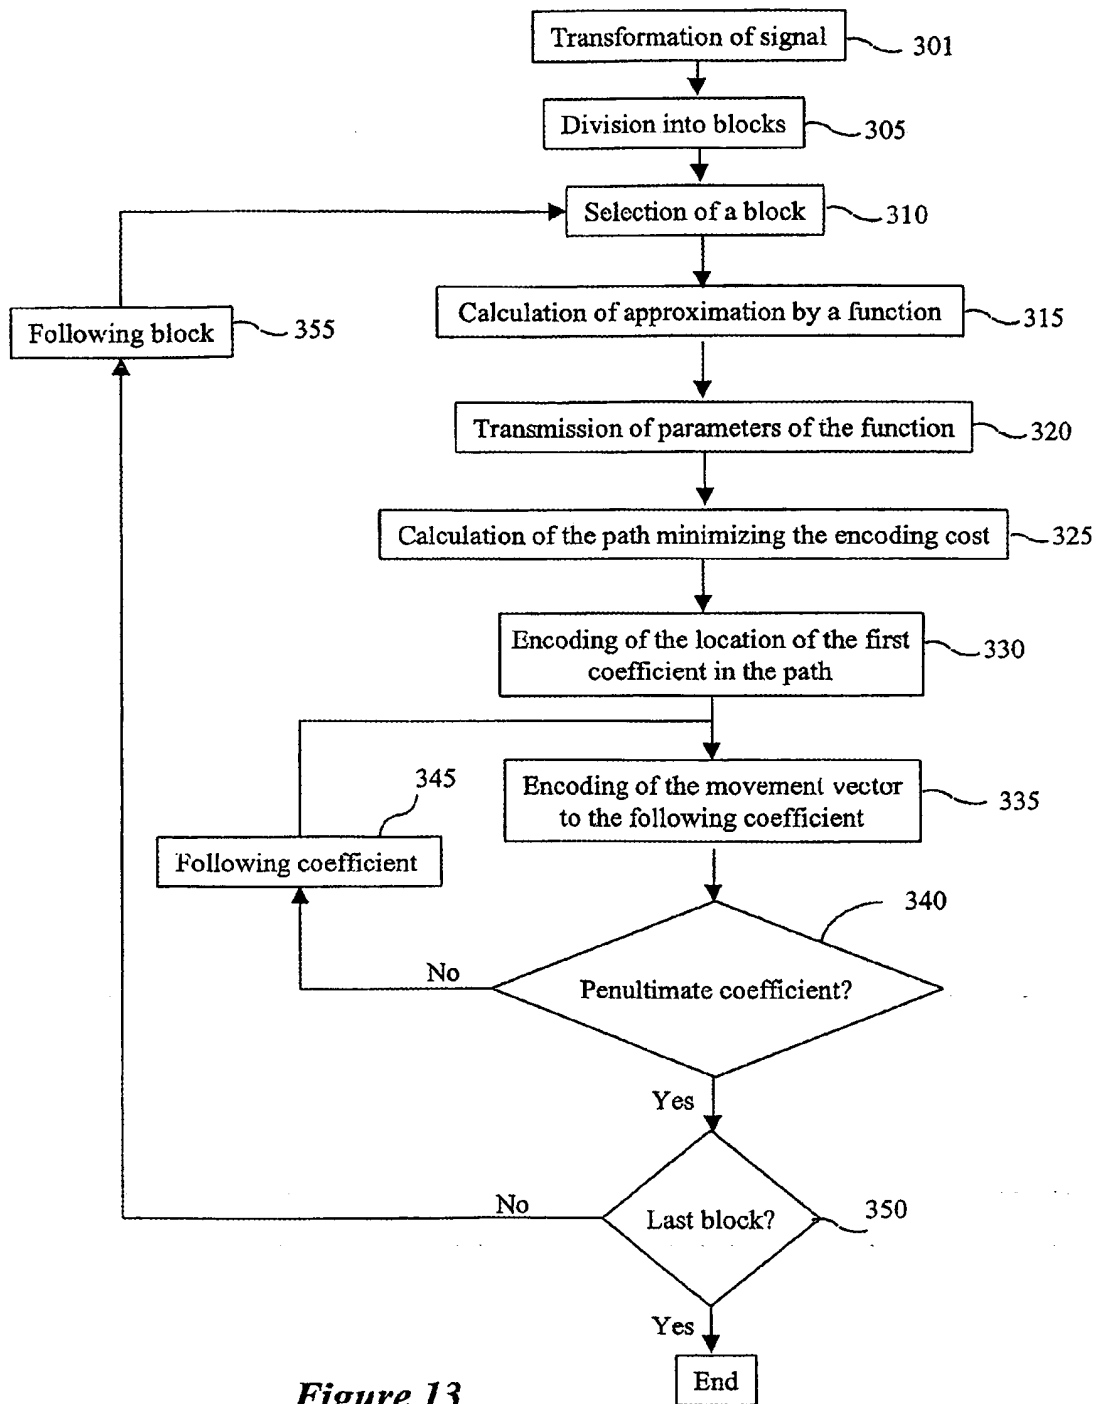 Transformation of signal
301
Division into blocks
305
Selection of a block
310
Calculation of approximation by a function
315
Following block
355
Transmission of parameters of the function
320
Calculation of the path minimizing the encoding cost
325
Encoding of the location of the first
coefficient in the path
330
Encoding of the movement vector
to the following coefficient
335
345
Following coefficient
340
Penultimate coefficient?
No
Yes
Last block?
350
No
Yes
End
Figure 13